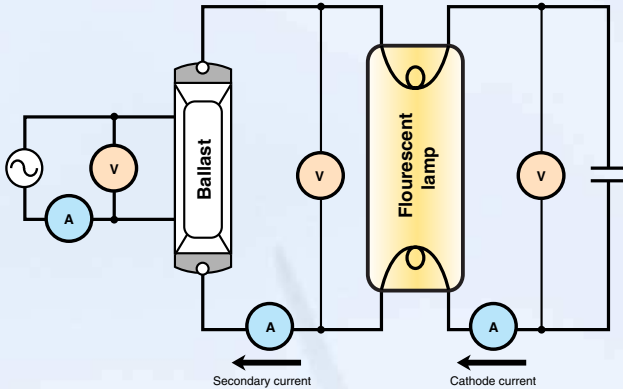 V
A
Ballast
V
A
Secondary current
Flourescent
lamp
V
A
Cathode current